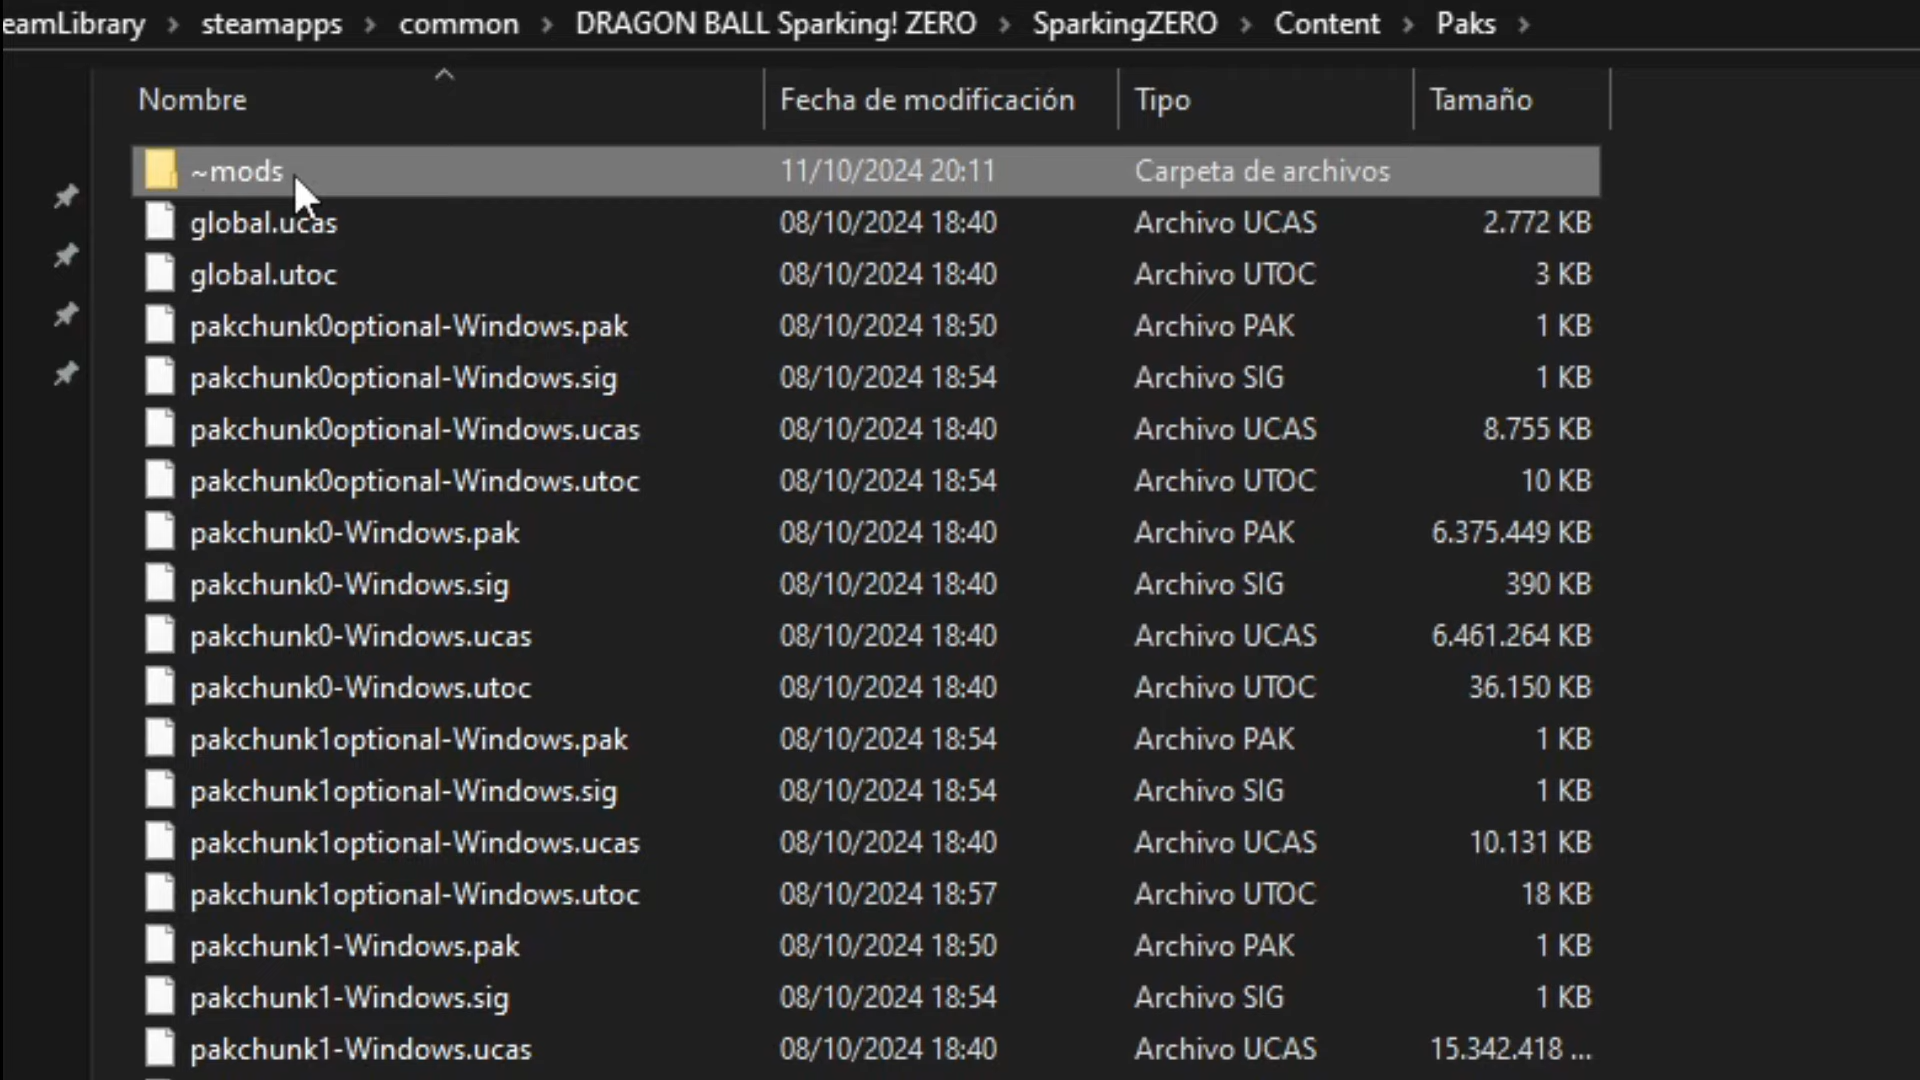 eamLibrary > steamapps > common > DRAGON BALL Sparking! ZERO > SparkingZERO > Content > Paks >
Nombre Fecha de modificación Tipo Tamaño
~mods 11/10/2024 20:11 Carpeta de archivos
global.ucas 08/10/2024 18:40 Archivo UCAS 2.772 KB
global.utoc 08/10/2024 18:40 Archivo UTOC 3 KB
pakchunk0optional-Windows.pak 08/10/2024 18:50 Archivo PAK 1 KB
pakchunk0optional-Windows.sig 08/10/2024 18:54 Archivo SIG 1 KB
pakchunk0optional-Windows.ucas 08/10/2024 18:40 Archivo UCAS 8.755 KB
pakchunk0optional-Windows.utoc 08/10/2024 18:54 Archivo UTOC 10 KB
pakchunk0-Windows.pak 08/10/2024 18:40 Archivo PAK 6.375.449 KB
pakchunk0-Windows.sig 08/10/2024 18:40 Archivo SIG 390 KB
pakchunk0-Windows.ucas 08/10/2024 18:40 Archivo UCAS 6.461.264 KB
pakchunk0-Windows.utoc 08/10/2024 18:40 Archivo UTOC 36.150 KB
pakchunk1optional-Windows.pak 08/10/2024 18:54 Archivo PAK 1 KB
pakchunk1optional-Windows.sig 08/10/2024 18:54 Archivo SIG 1 KB
pakchunk1optional-Windows.ucas 08/10/2024 18:40 Archivo UCAS 10.131 KB
pakchunk1optional-Windows.utoc 08/10/2024 18:57 Archivo UTOC 18 KB
pakchunk1-Windows.pak 08/10/2024 18:50 Archivo PAK 1 KB
pakchunk1-Windows.sig 08/10/2024 18:54 Archivo SIG 1 KB
pakchunk1-Windows.ucas 08/10/2024 18:40 Archivo UCAS 15.342.418 ...